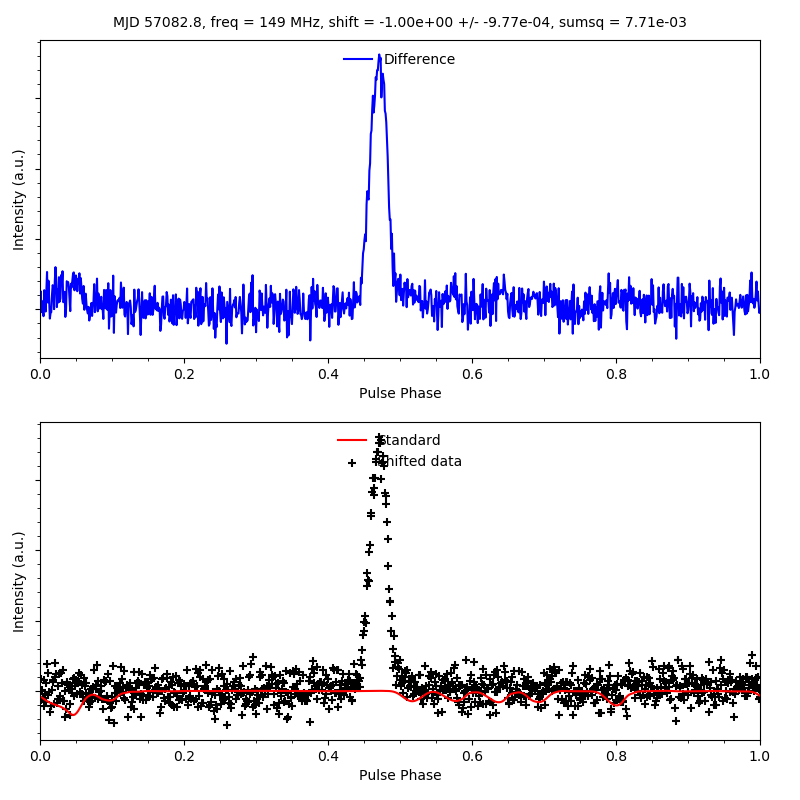 MJD 57082.8, freq = 149 MHz, shift = -1.00e+00 +/- -9.77e-04, sumsq = 7.71e-03
Difference
Intensity (a.u.)
0.0 0.2 0.4 0.6 0.8 1.0
Pulse Phase
Standard
Shifted data
Intensity (a.u.)
0.0 0.2 0.4 0.6 0.8 1.0
Pulse Phase